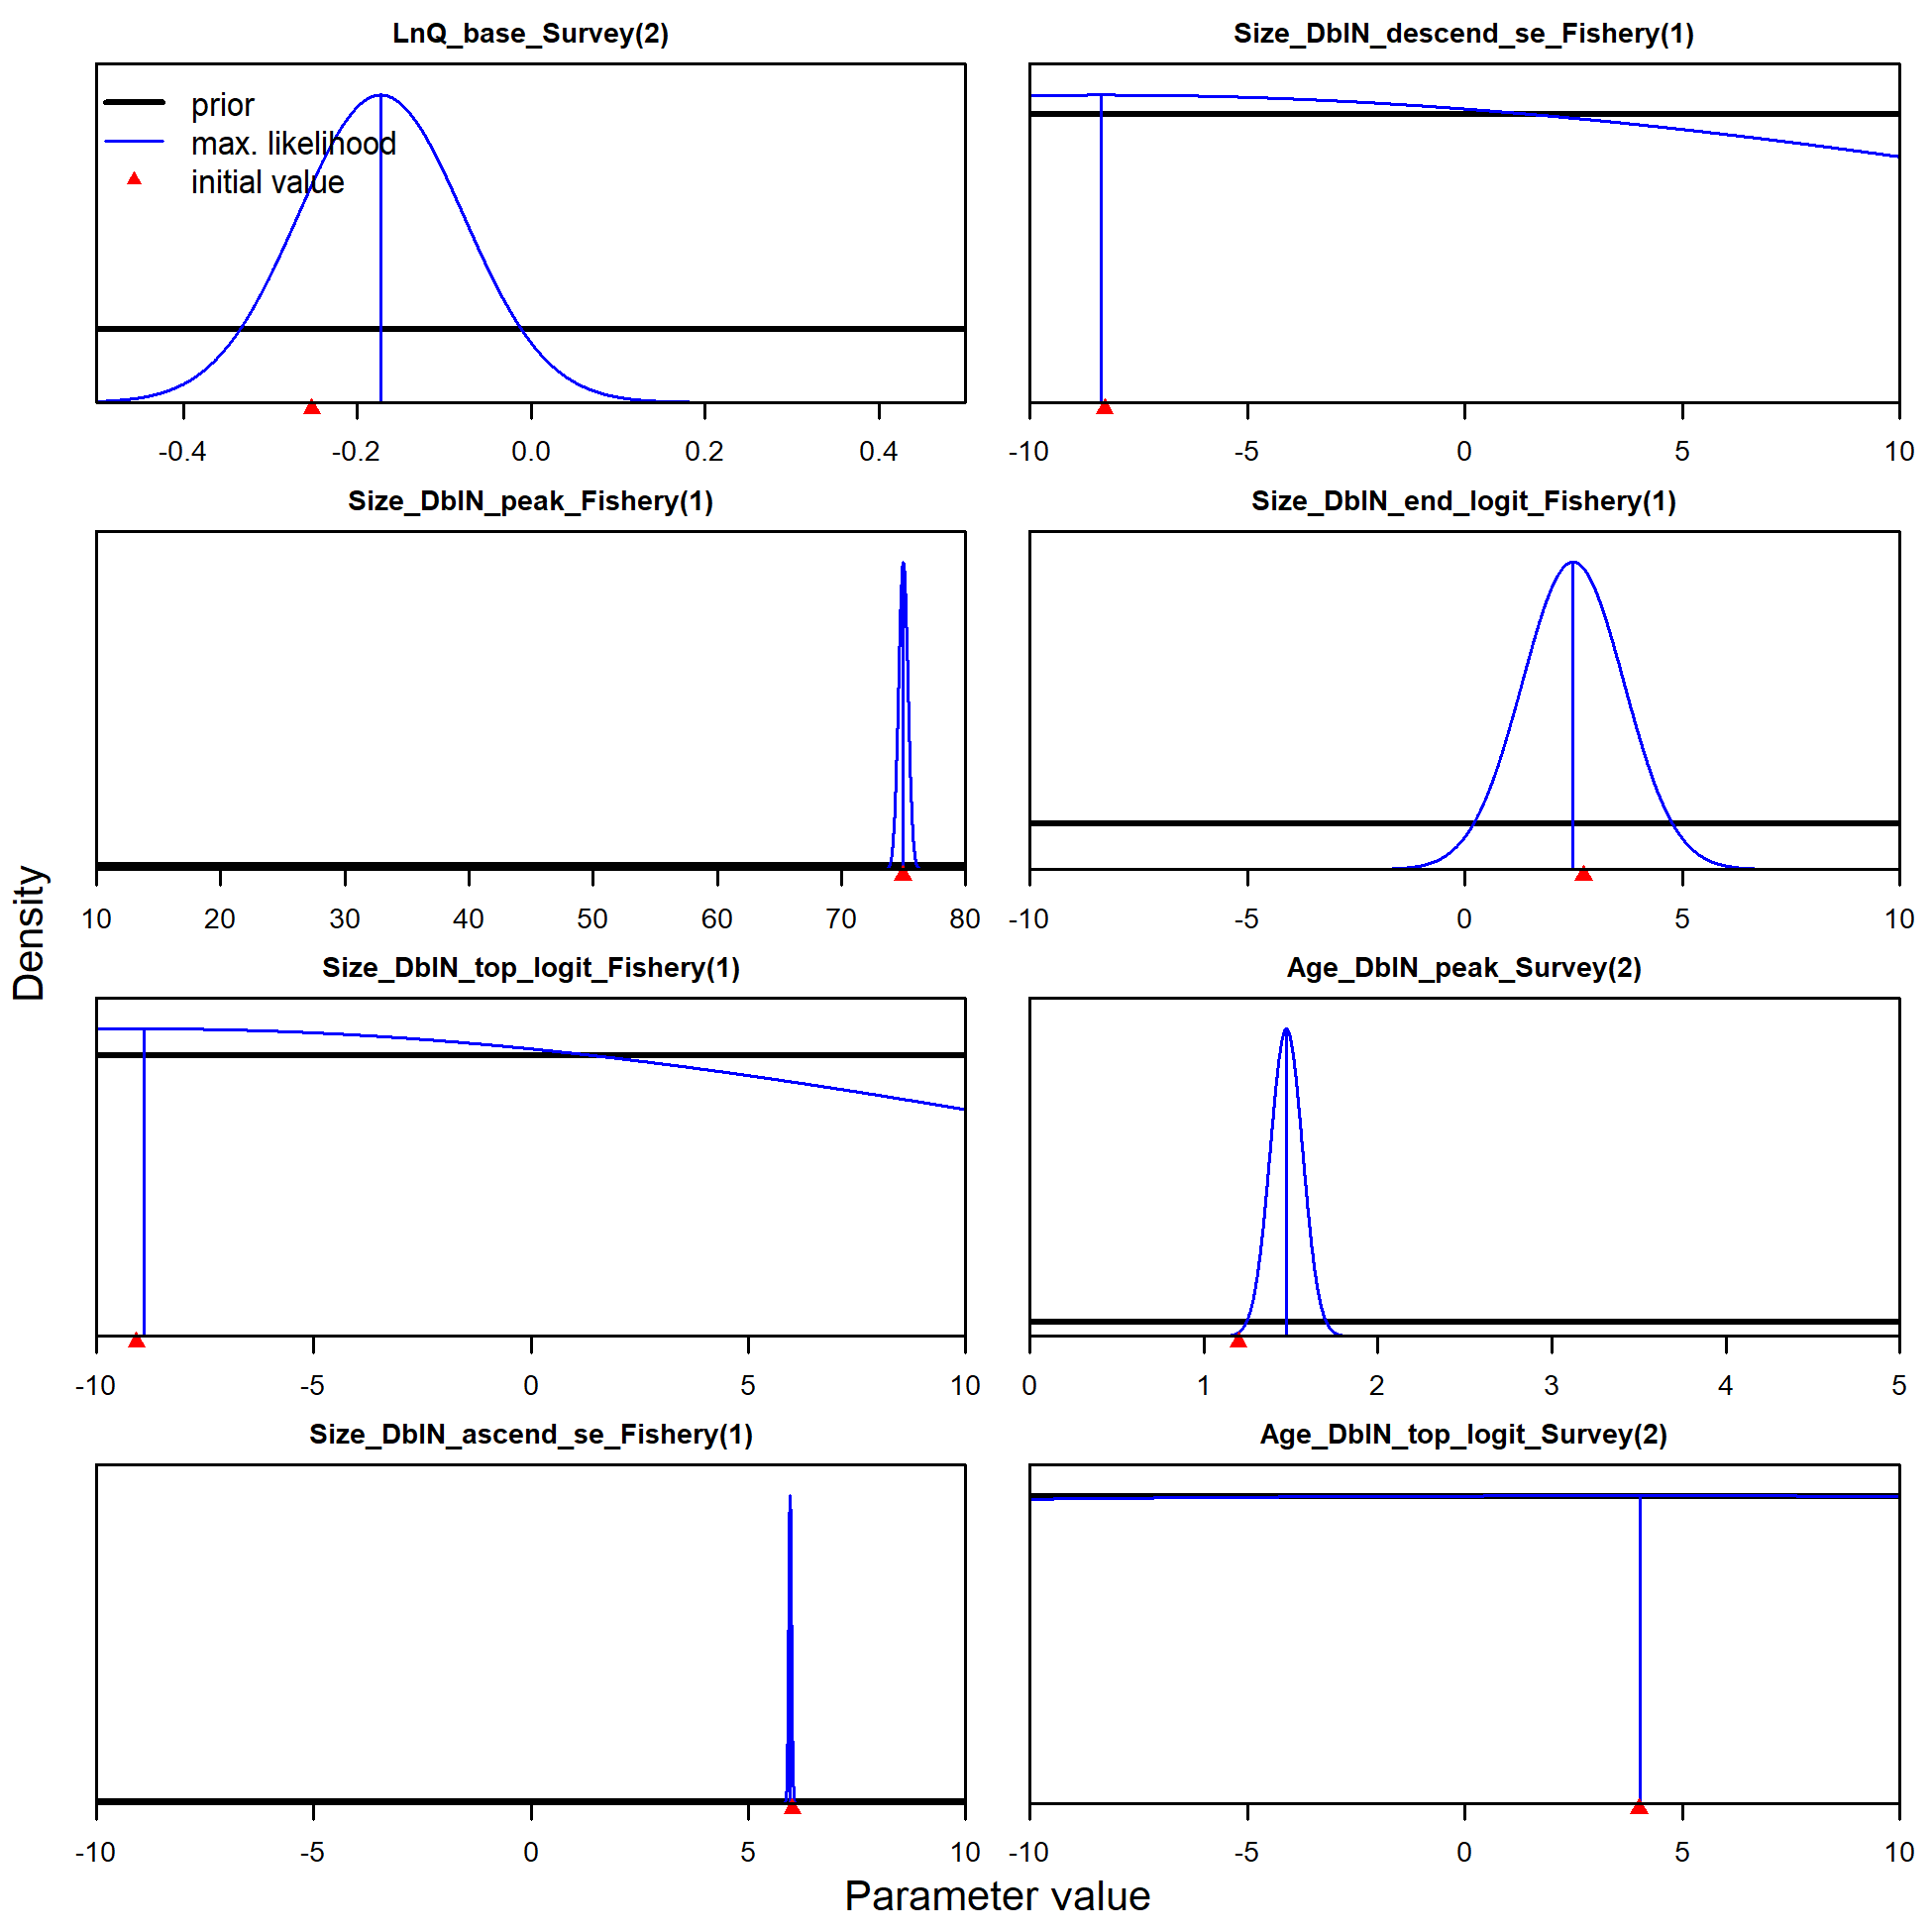 LnQ_base_Survey(2)
prior
max. likelihood
initial value
-0.4 -0.2 0.0 0.2 0.4
Size_DblN_descend_se_Fishery(1)
-10 -5 0 5 10
Size_DblN_peak_Fishery(1)
10 20 30 40 50 60 70 80
Size_DblN_end_logit_Fishery(1)
-10 -5 0 5 10
Size_DblN_top_logit_Fishery(1)
-10 -5 0 5 10
Age_DblN_peak_Survey(2)
0 1 2 3 4 5
Size_DblN_ascend_se_Fishery(1)
-10 -5 0 5 10
Age_DblN_top_logit_Survey(2)
-10 -5 0 5 10
Density
Parameter value